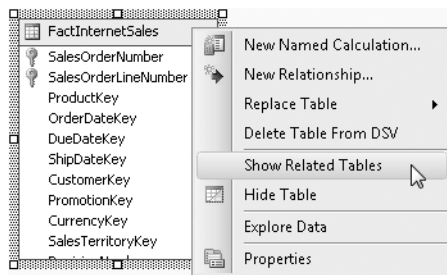 FactInternetSales
SalesOrderNumber
SalesOrderLineNumber
ProductKey
OrderDateKey
DueDateKey
ShipDateKey
CustomerKey
PromotionKey
CurrencyKey
SalesTerritoryKey
New Named Calculation...
New Relationship...
Replace Table
Delete Table From DSV
Show Related Tables
Hide Table
Explore Data
Properties